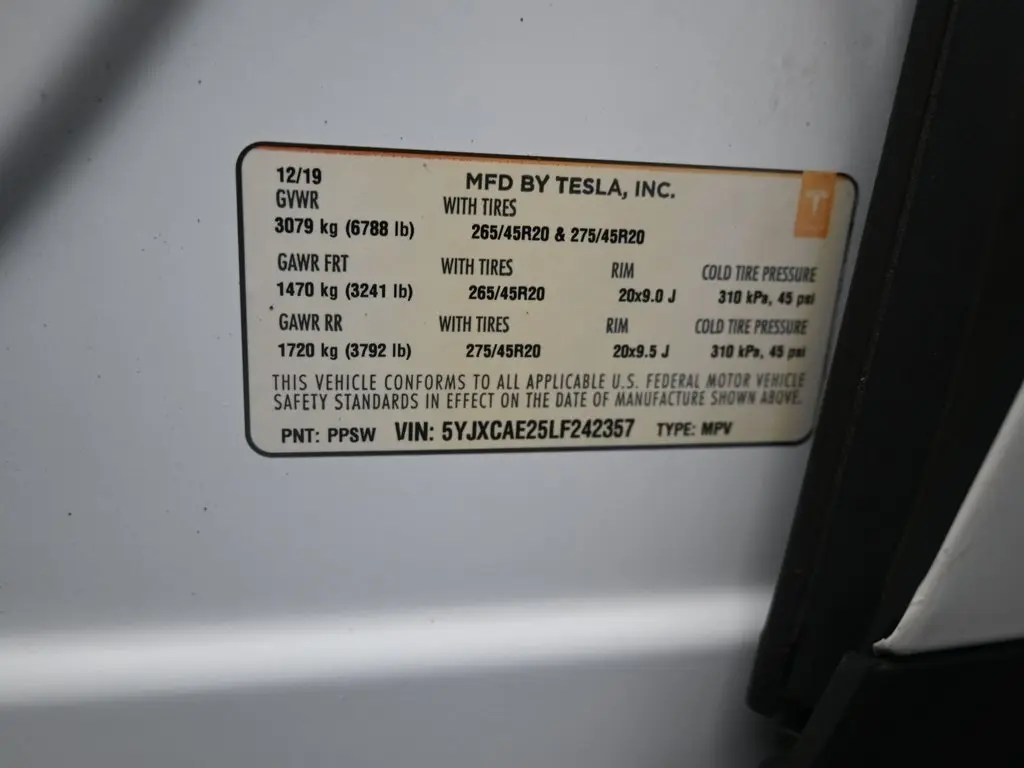 12/19 MFD BY TESLA, INC.
GVWR WITH TIRES
3079 kg (6788 lb) 265/45R20 & 275/45R20
GAWR FRT WITH TIRES RIM COLD TIRE PRESSURE
1470 kg (3241 lb) 265/45R20 20x9.0 J 310 kPa, 45 psi
GAWR RR WITH TIRES RIM COLD TIRE PRESSURE
1720 kg (3792 lb) 275/45R20 20x9.5 J 310 kPa, 45 psi
THIS VEHICLE CONFORMS TO ALL APPLICABLE U.S. FEDERAL MOTOR VEHICLE
SAFETY STANDARDS IN EFFECT ON THE DATE OF MANUFACTURE SHOWN ABOVE.
PNT: PPSW VIN: 5YJXCAE25LF242357 TYPE: MPV